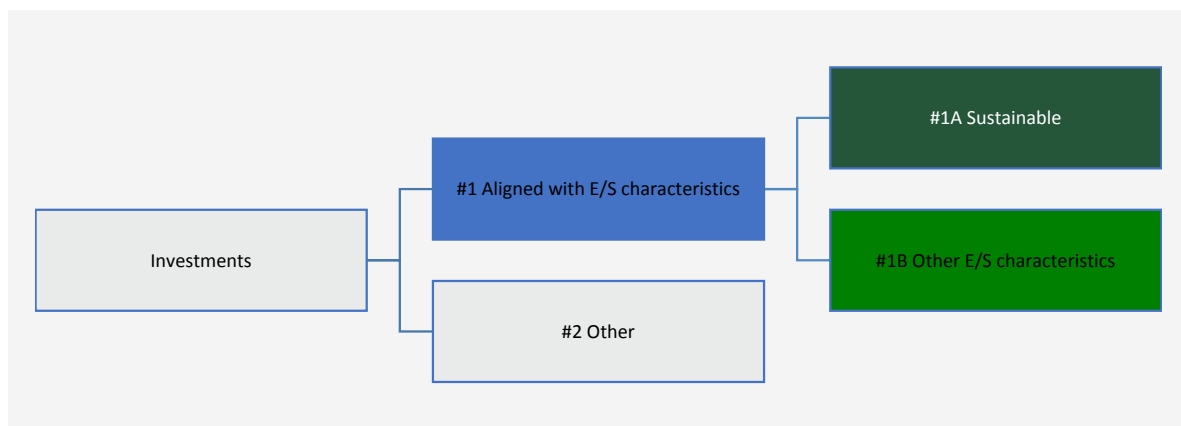 Investments
#1 Aligned with E/S characteristics
#2 Other
#1A Sustainable
#1B Other E/S characteristics